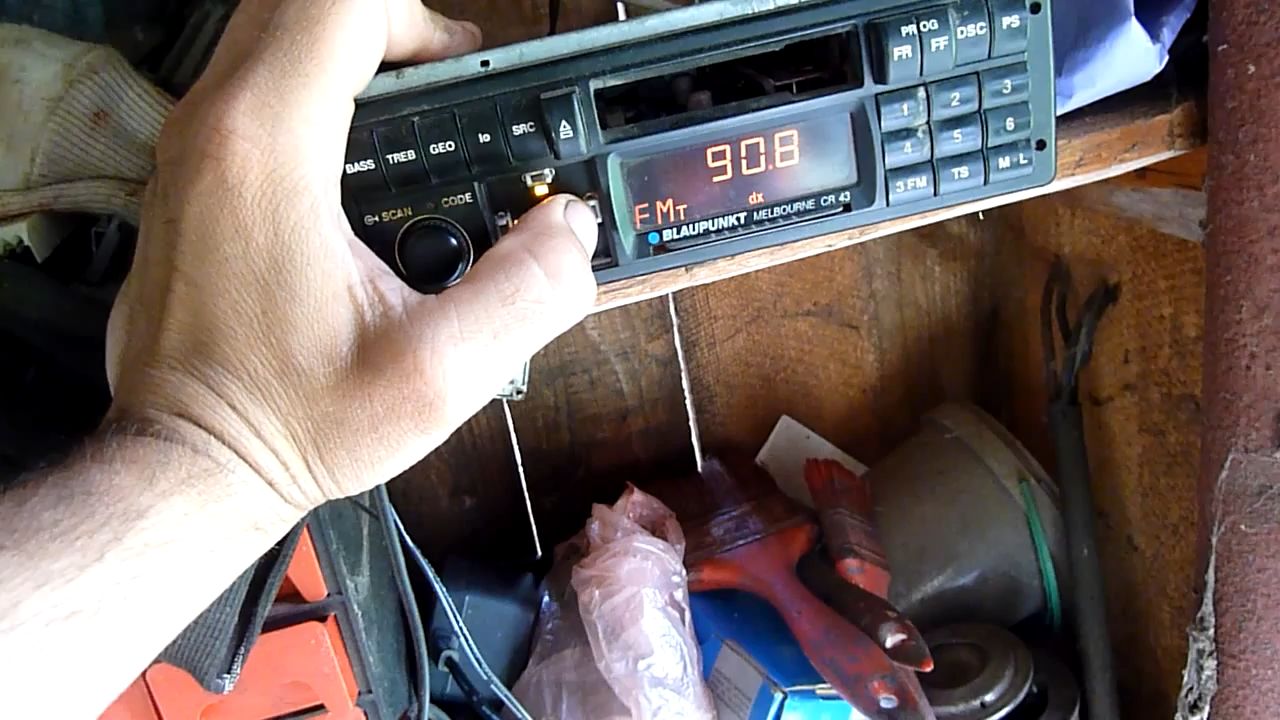 PROG
FR FF DSC PS
BASS TREB GEO lo SRC
1 2 3
4 5 6
3 FM TS M L
90.8
FMT dx
SCAN CODE
BLAUPUNKT MELBOURNE CR 43